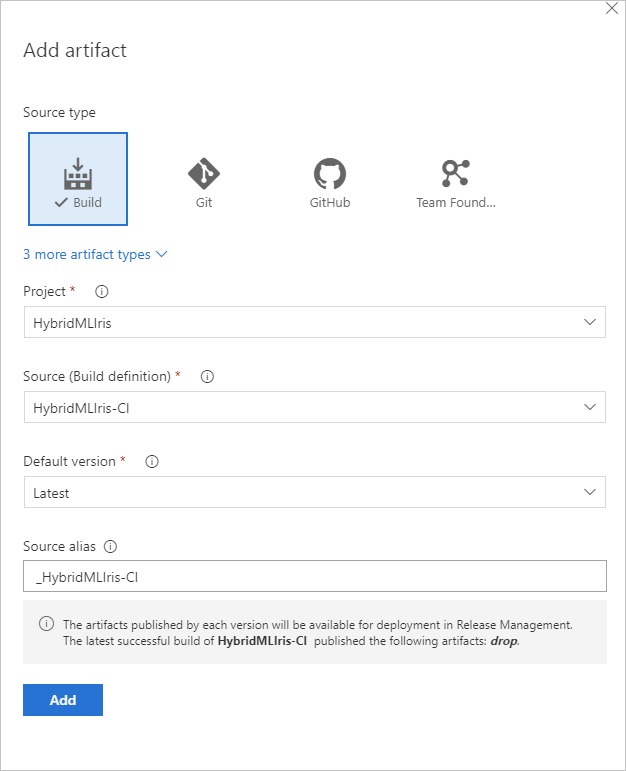 Add artifact
Source type
Build
Git
GitHub
Team Found...
3 more artifact types
Project *
HybridMLIris
Source (Build definition) *
HybridMLIris-CI
Default version *
Latest
Source alias
_HybridMLIris-CI
The artifacts published by each version will be available for deployment in Release Management.
The latest successful build of HybridMLIris-CI published the following artifacts: drop.
Add